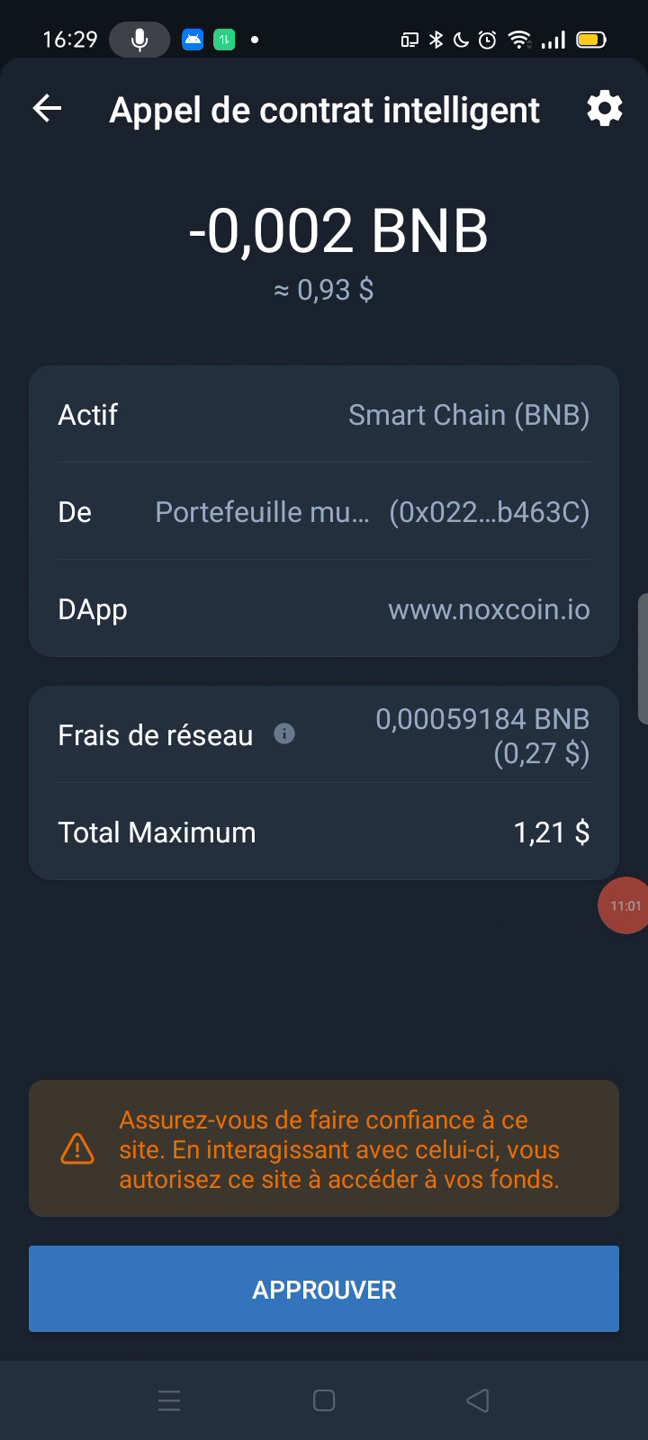 16:29
Appel de contrat intelligent
-0,002 BNB
≈ 0,93 $
Actif Smart Chain (BNB)
De Portefeuille mu... (0x022...b463C)
DApp www.noxcoin.io
Frais de réseau 0,00059184 BNB
(0,27 $)
Total Maximum 1,21 $
11:01
Assurez-vous de faire confiance à ce
site. En interagissant avec celui-ci, vous
autorisez ce site à accéder à vos fonds.
APPROUVER